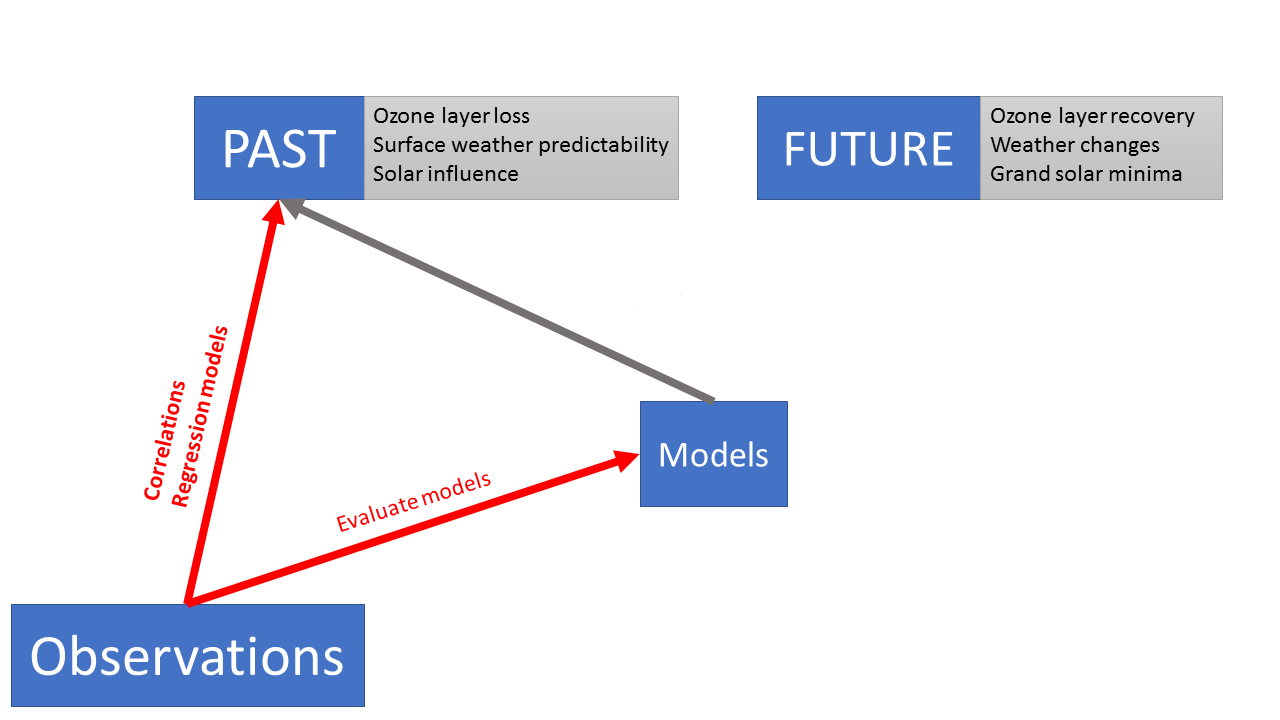 PAST
Ozone layer loss
Surface weather predictability
Solar influence
FUTURE
Ozone layer recovery
Weather changes
Grand solar minima
Correlations
Regression models
Evaluate models
Models
Observations